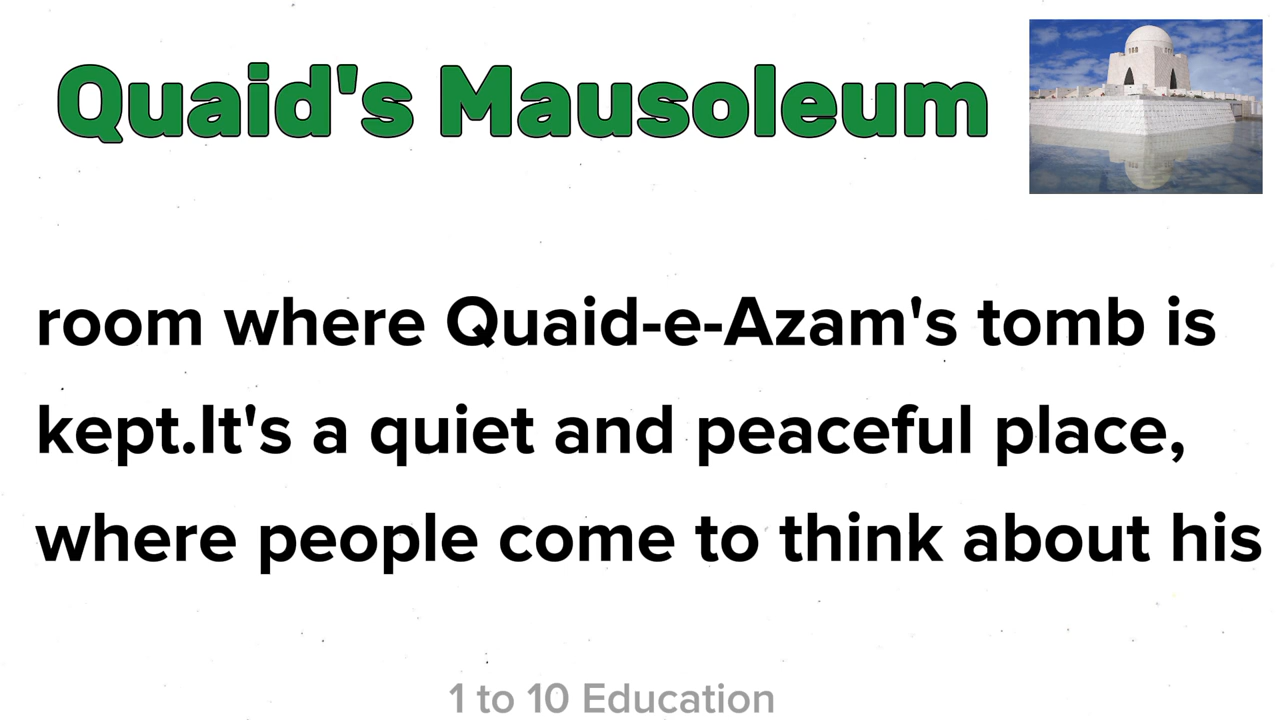 Quaid's Mausoleum
room where Quaid-e-Azam's tomb is
kept.It's a quiet and peaceful place,
where people come to think about his
1 to 10 Education